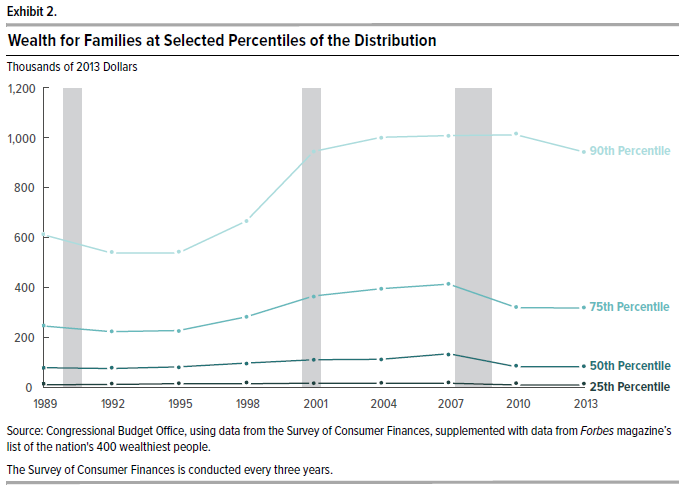 Exhibit 2.
Wealth for Families at Selected Percentiles of the Distribution
Thousands of 2013 Dollars
1,200
1,000
800
600
400
200
0
90th Percentile
75th Percentile
50th Percentile
25th Percentile
1989 1992 1995 1998 2001 2004 2007 2010 2013
Source: Congressional Budget Office, using data from the Survey of Consumer Finances, supplemented with data from Forbes magazine's
list of the nation's 400 wealthiest people.
The Survey of Consumer Finances is conducted every three years.